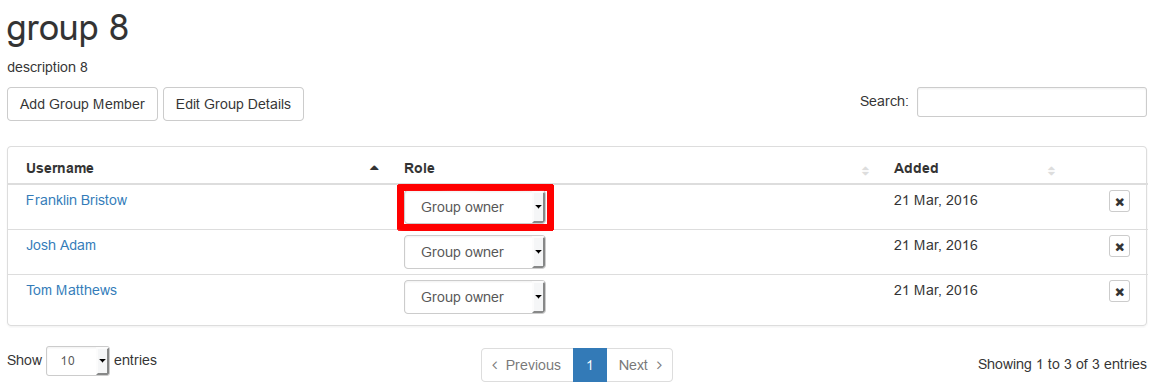 group 8
description 8
Add Group Member Edit Group Details Search:
Username Role Added
Franklin Bristow Group owner 21 Mar, 2016
Josh Adam Group owner 21 Mar, 2016
Tom Matthews Group owner 21 Mar, 2016
Show 10 entries Previous 1 Next Showing 1 to 3 of 3 entries